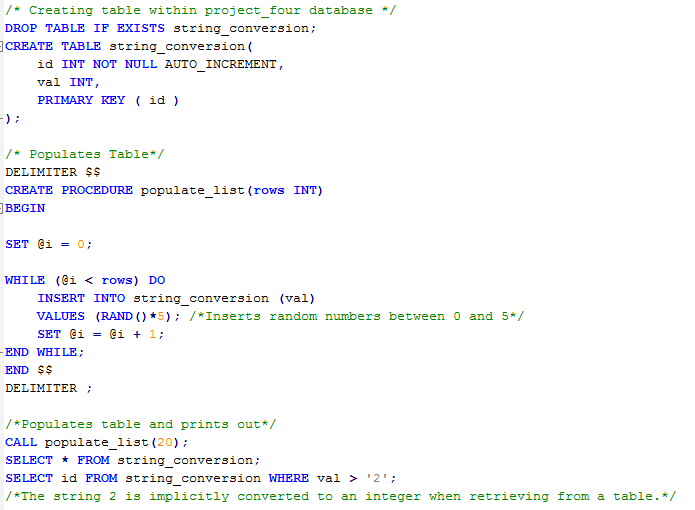 /* Creating table within project_four database */
DROP TABLE IF EXISTS string_conversion;
CREATE TABLE string_conversion(
id INT NOT NULL AUTO_INCREMENT,
val INT,
PRIMARY KEY ( id )
);
/* Populates Table*/
DELIMITER $$
CREATE PROCEDURE populate_list(rows INT)
BEGIN
SET @i = 0;
WHILE (@i < rows) DO
INSERT INTO string_conversion (val)
VALUES (RAND()*5); /*Inserts random numbers between 0 and 5*/
SET @i = @i + 1;
END WHILE;
END $$
DELIMITER ;
/*Populates table and prints out*/
CALL populate_list(20);
SELECT * FROM string_conversion;
SELECT id FROM string_conversion WHERE val > '2';
/*The string 2 is implicitly converted to an integer when retrieving from a table.*/